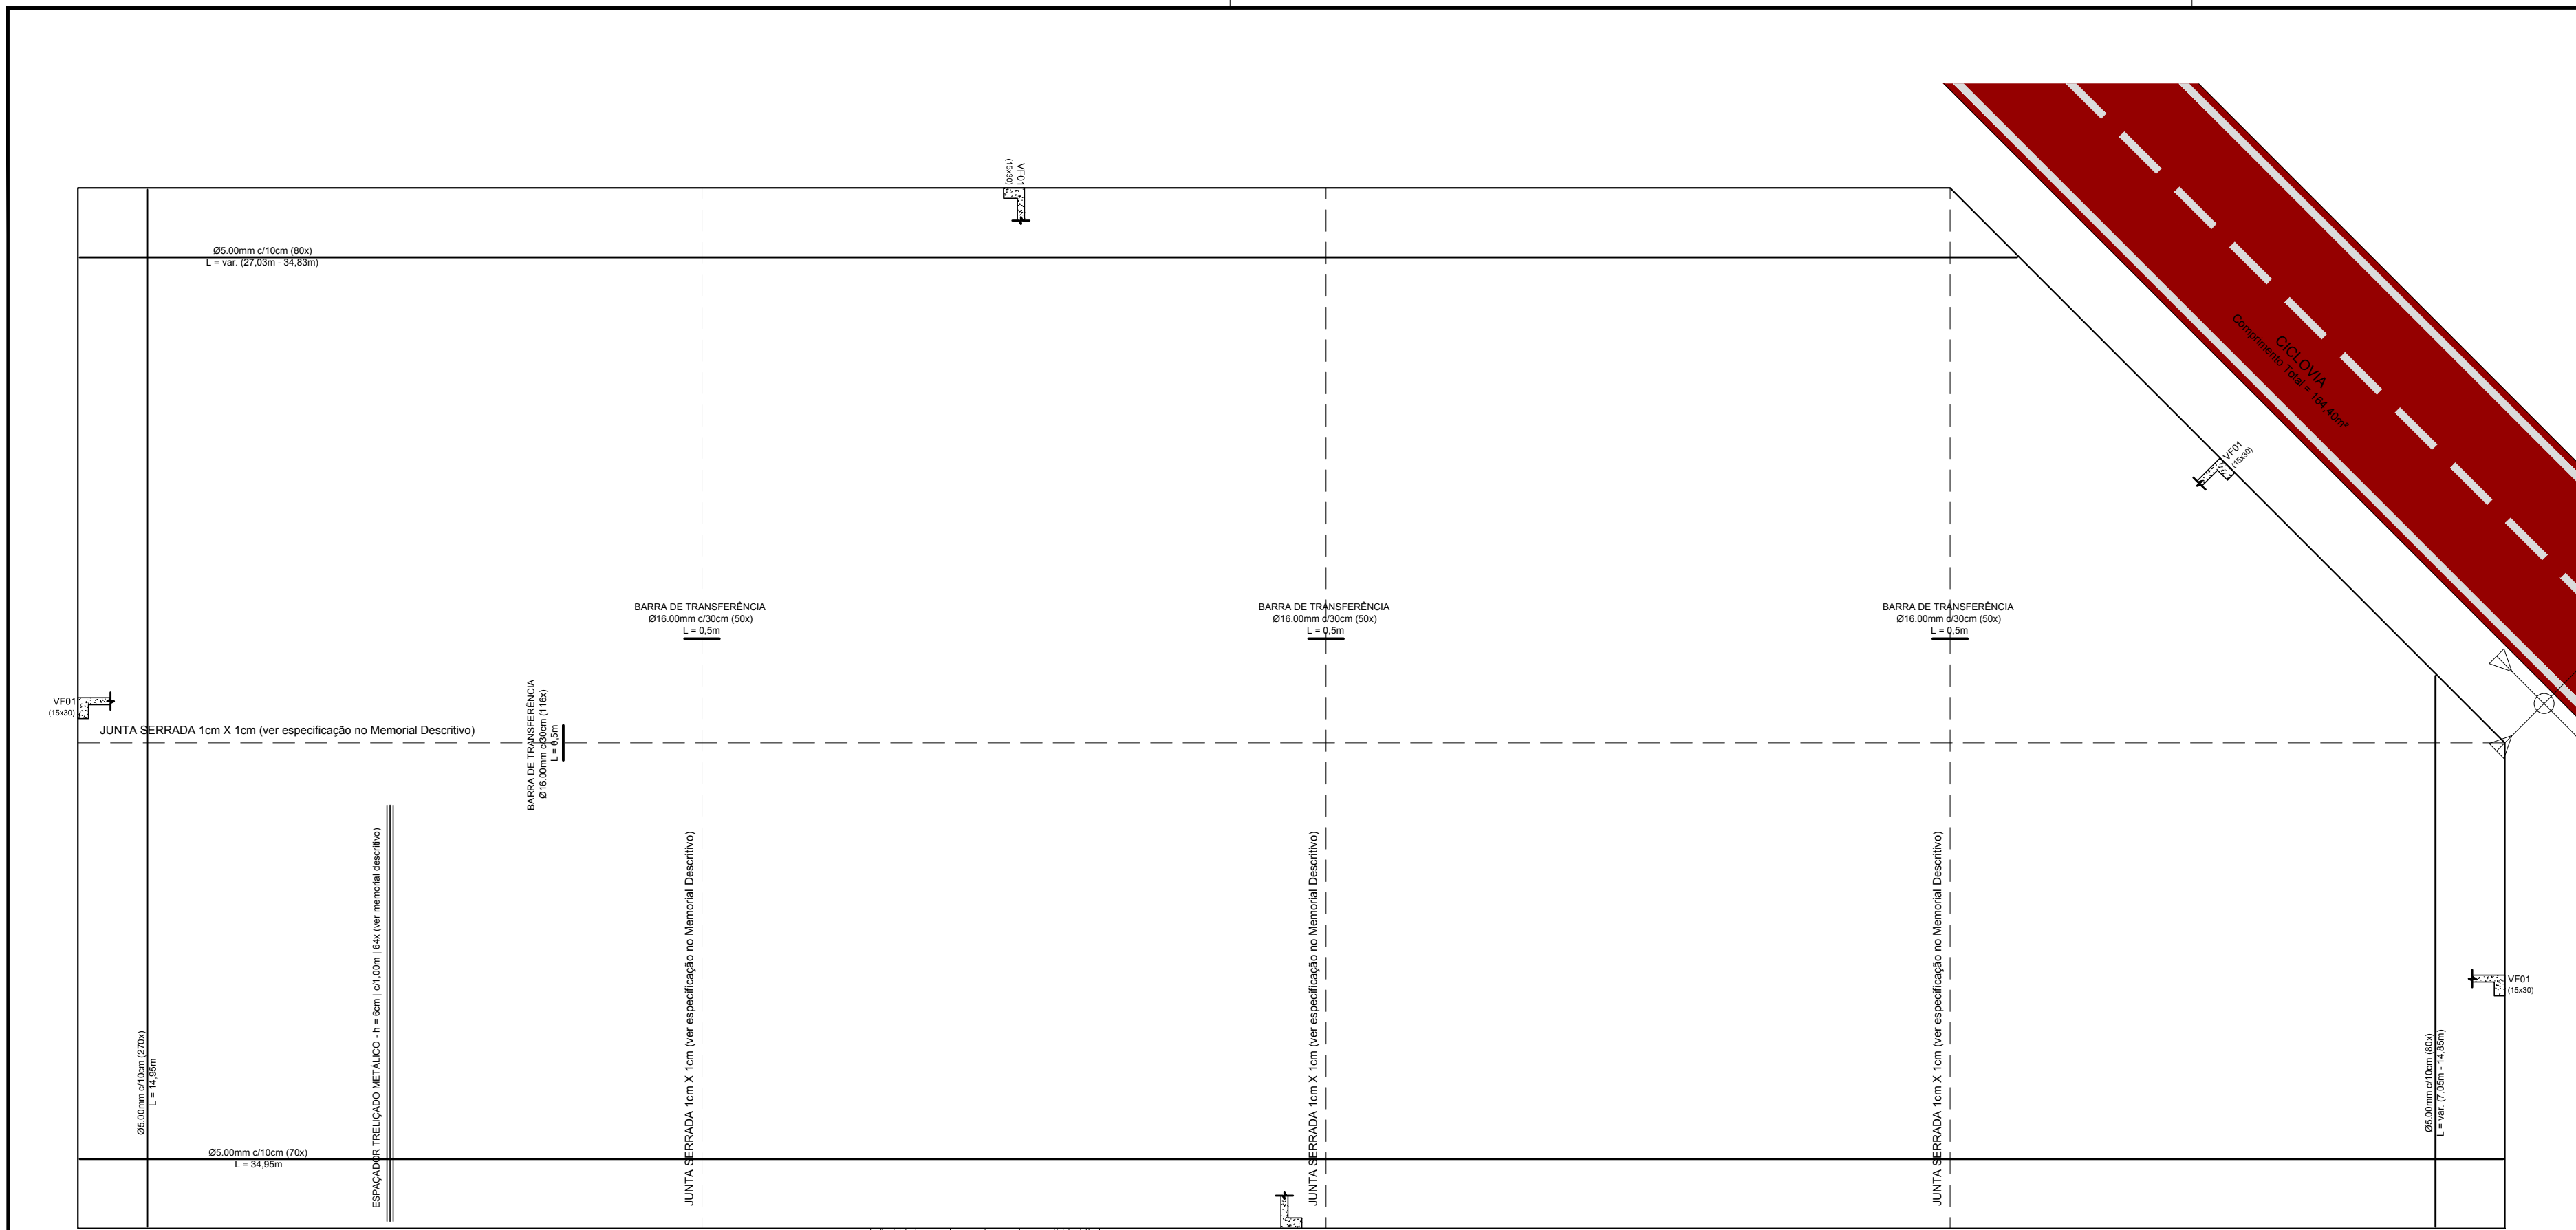 VF01
(15x30)
Ø5.00mm c/10cm (80x)
L = var. (27,03m - 34,83m)
CICLOVIA
Comprimento Total = 164,40m²
VF01
(15x30)
BARRA DE TRANSFERÊNCIA
Ø16.00mm c/30cm (50x)
L = 0,5m
BARRA DE TRANSFERÊNCIA
Ø16.00mm c/30cm (50x)
L = 0,5m
BARRA DE TRANSFERÊNCIA
Ø16.00mm c/30cm (50x)
L = 0,5m
VF01
(15x30)
JUNTA SERRADA 1cm X 1cm (ver especificação no Memorial Descritivo)
BARRA DE TRANSFERÊNCIA
Ø16.00mm c/30cm (116x)
L = 0,5m
Ø5.00mm c/10cm (270x)
L = 14,95m
ESPAÇADOR TRELIÇADO METÁLICO - h = 6cm | c/1,00m | 64x (ver memorial descritivo)
JUNTA SERRADA 1cm X 1cm (ver especificação no Memorial Descritivo)
JUNTA SERRADA 1cm X 1cm (ver especificação no Memorial Descritivo)
JUNTA SERRADA 1cm X 1cm (ver especificação no Memorial Descritivo)
VF01
(15x30)
Ø5.00mm c/10cm (80x)
L = var. (7,05m - 14,85m)
Ø5.00mm c/10cm (70x)
L = 34,95m